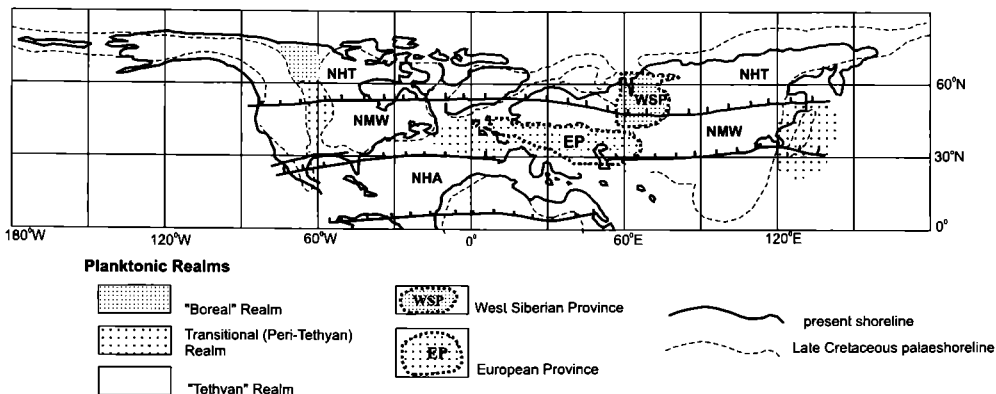 NHT
NHT
60°N
WSP
NMW
NMW
EP
30°N
NHA
0°
180°W
120°W
60°W
0°
60°E
120°E
Planktonic Realms
"Boreal" Realm
Transitional (Peri-Tethyan)
Realm
"Tethyan" Realm
WSP
West Siberian Province
EP
European Province
present shoreline
Late Cretaceous palaeshoreline